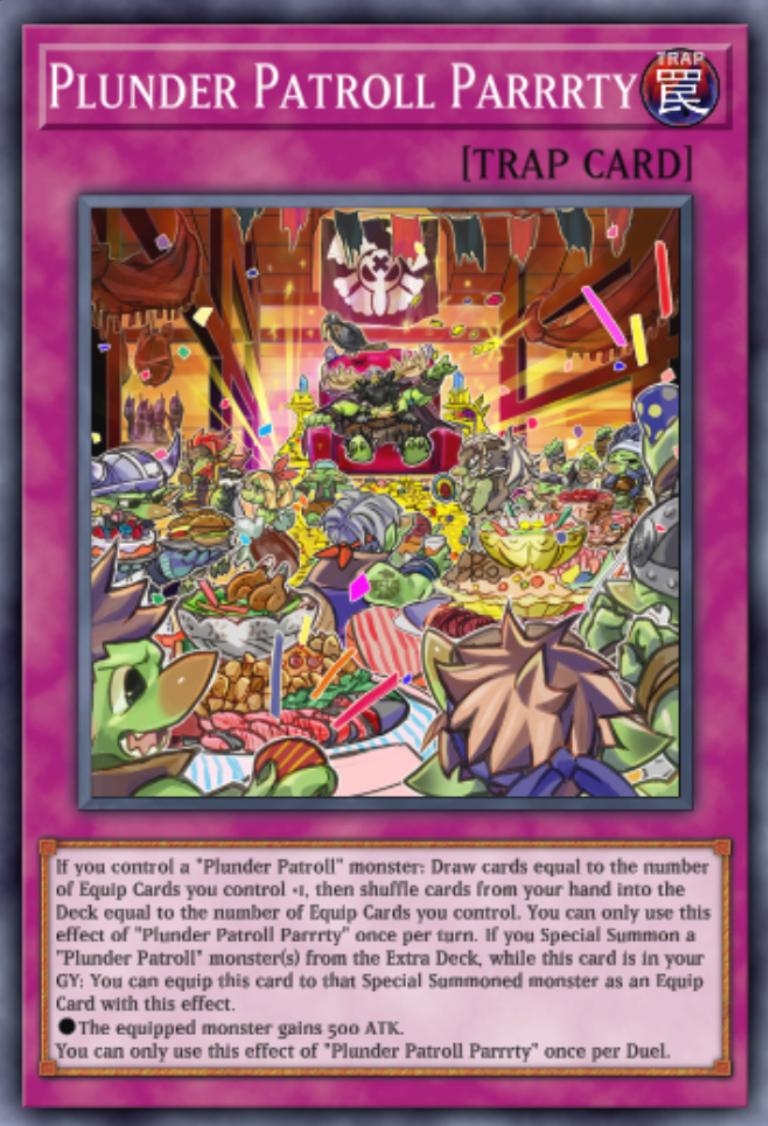 Plunder Patroll Parrrty
TRAP
罠
[TRAP CARD]
If you control a "Plunder Patroll" monster: Draw cards equal to the number
of Equip Cards you control +1, then shuffle cards from your hand into the
Deck equal to the number of Equip Cards you control. You can only use this
effect of "Plunder Patroll Parrrty" once per turn. If you Special Summon a
"Plunder Patroll" monster(s) from the Extra Deck, while this card is in your
GY: You can equip this card to that Special Summoned monster as an Equip
Card with this effect.
●The equipped monster gains 500 ATK.
You can only use this effect of "Plunder Patroll Parrrty" once per Duel.